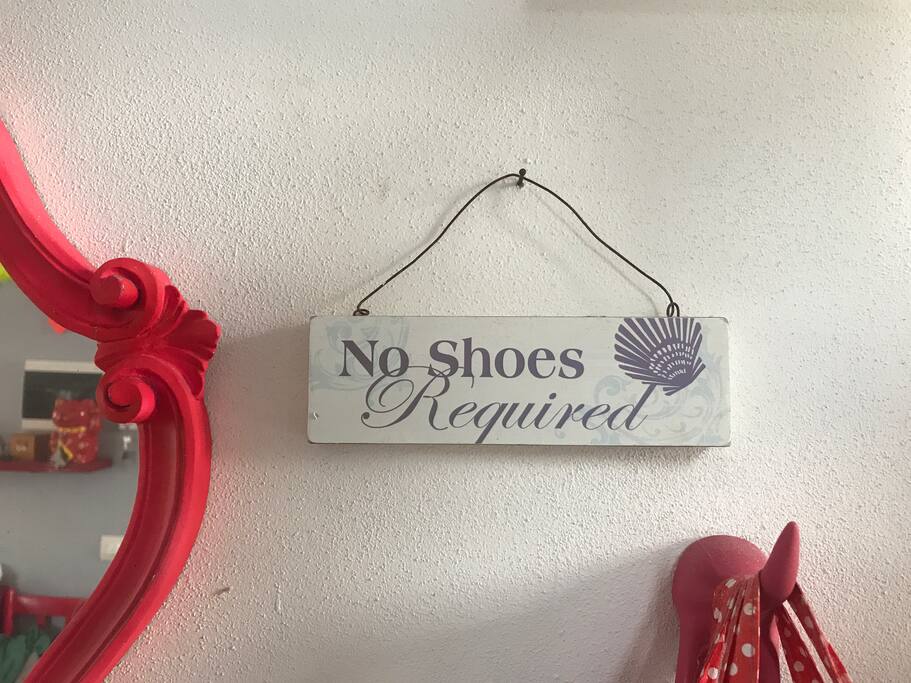 No Shoes
Required